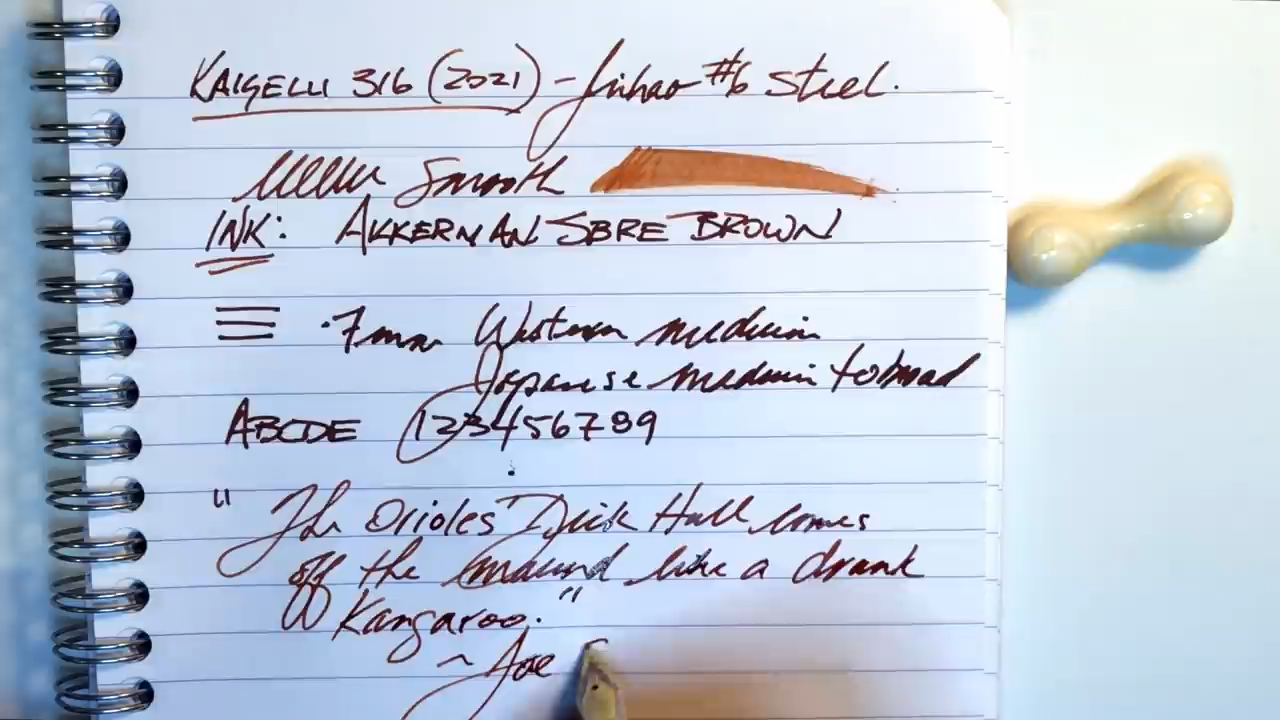 KAIGELU 316 (2021) - Jinhao #6 Steel.
Smooth
INK: AKKERMAN SBRE BROWN
.7mm Western medium
Japanese medium to broad
ABCDE 123456789
"The Orioles' Dick Hall comes
off the mound like a drunk
Kangaroo."
~ Joe